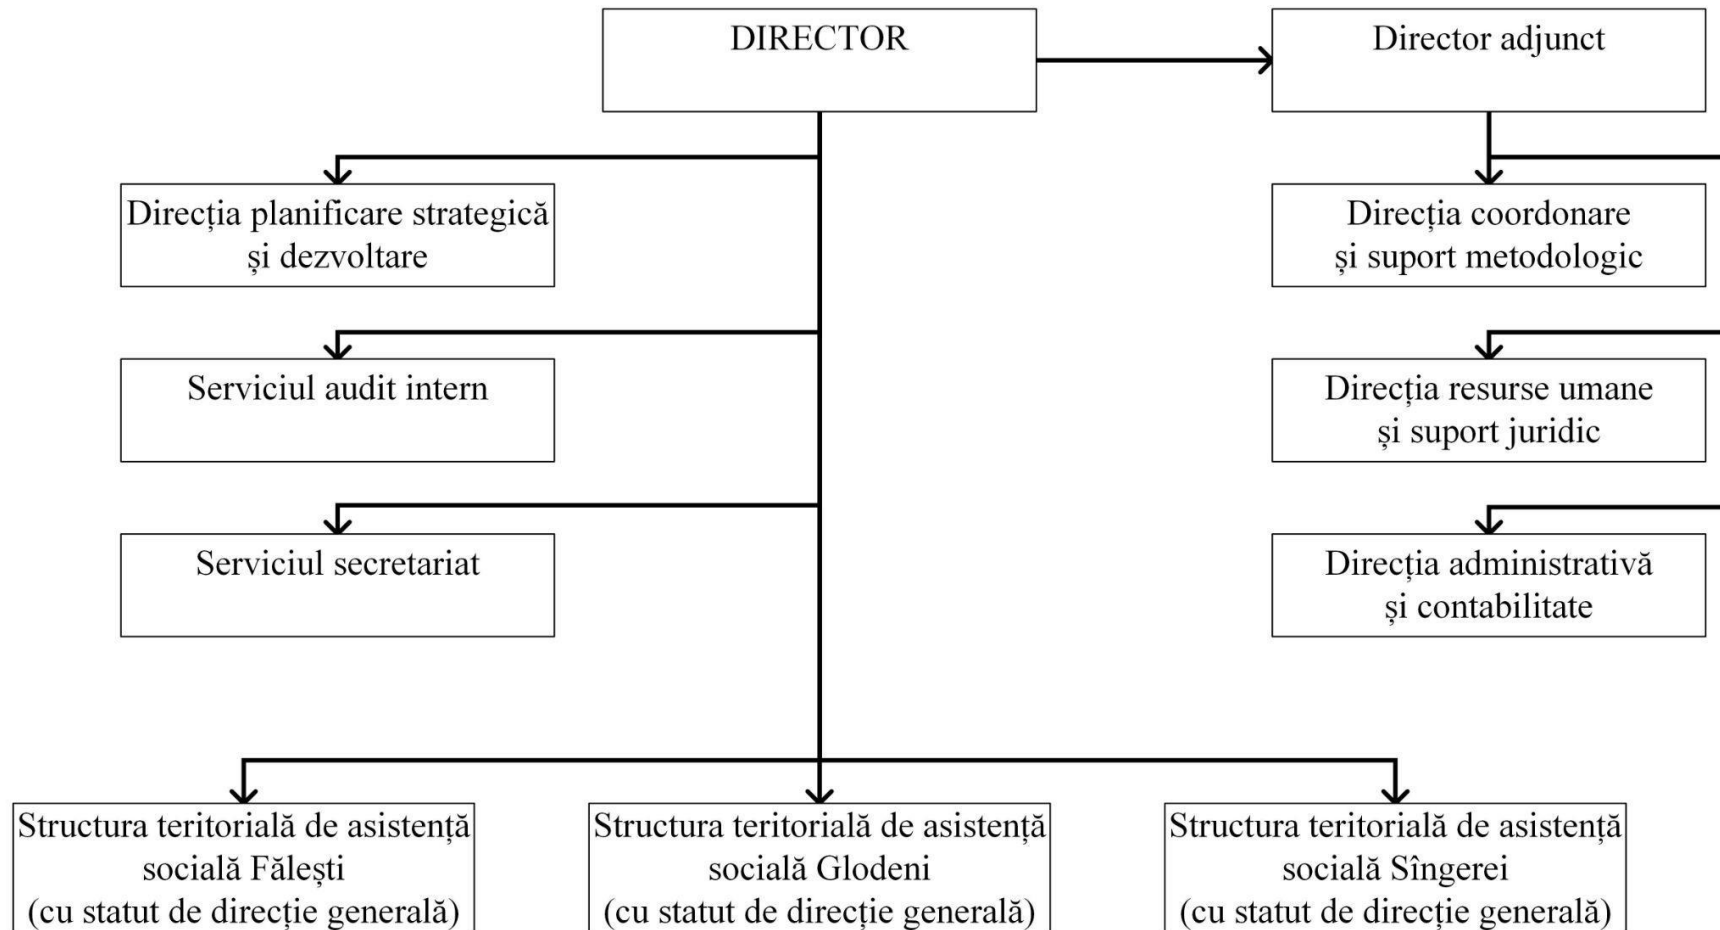 DIRECTOR
Director adjunct
Direcția planificare strategică
și dezvoltare
Direcția coordonare
și suport metodologic
Serviciul audit intern
Direcția resurse umane
și suport juridic
Serviciul secretariat
Direcția administrativă
și contabilitate
Structura teritorială de asistență
socială Fălești
(cu statut de direcție generală)
Structura teritorială de asistență
socială Glodeni
(cu statut de direcție generală)
Structura teritorială de asistență
socială Sîngerei
(cu statut de direcție generală)